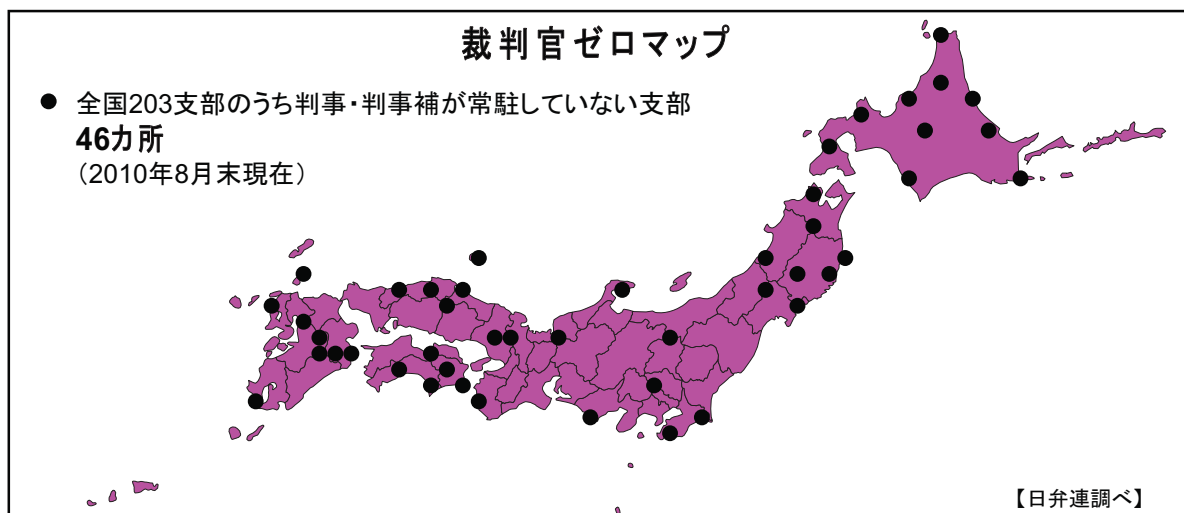 裁判官ゼロマップ
● 全国203支部のうち判事・判事補が常駐していない支部
46カ所
（2010年8月末現在）
【日弁連調べ】